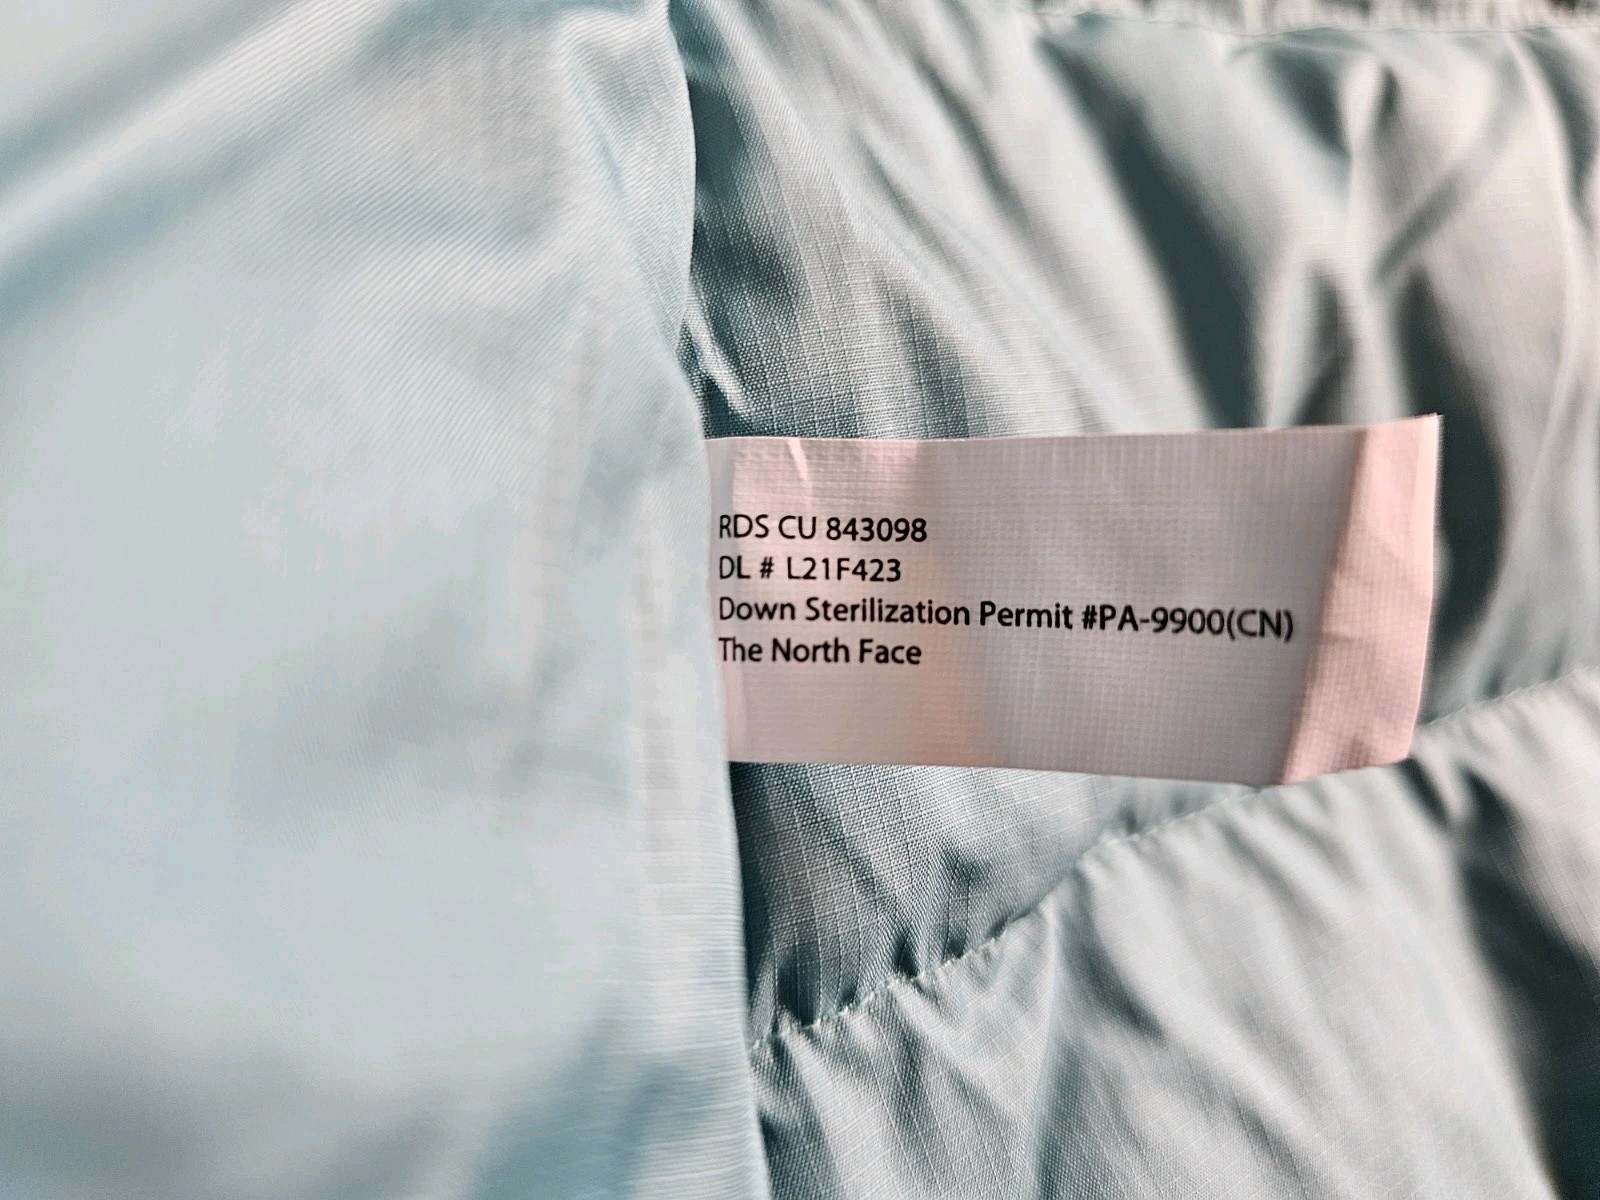 RDS CU 843098
DL # L21F423
Down Sterilization Permit #PA-9900(CN)
The North Face